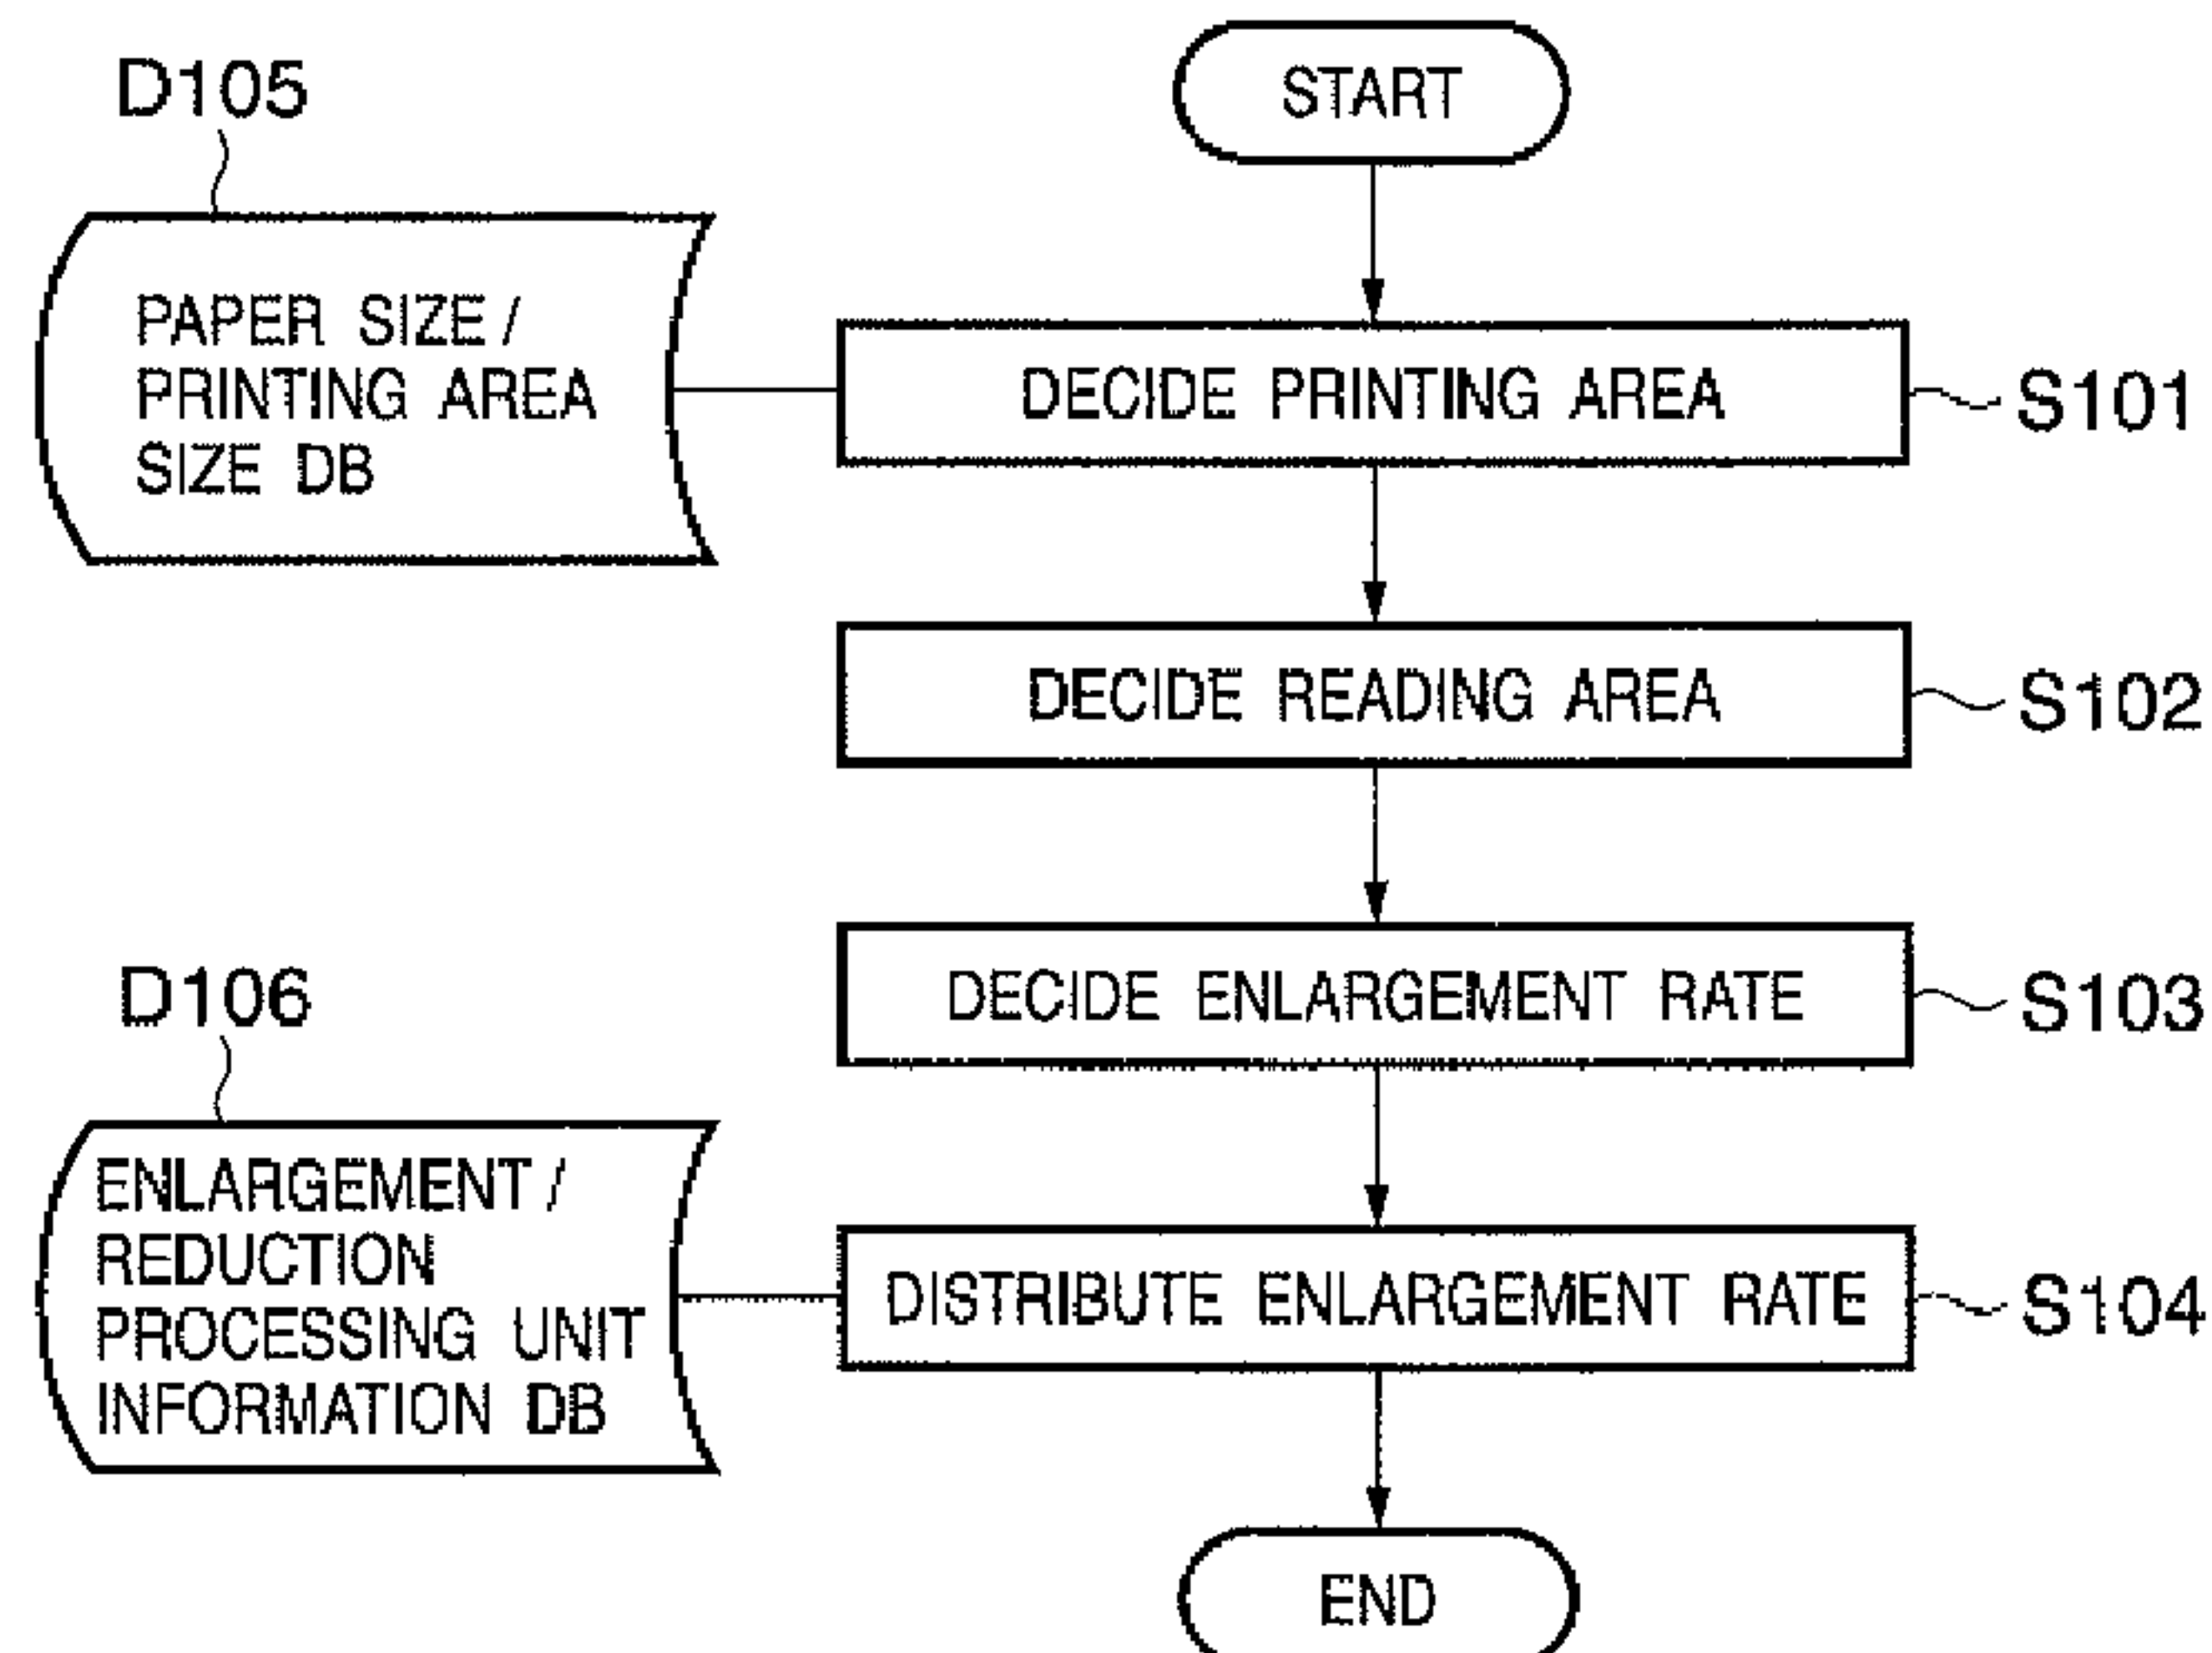 START
D105
PAPER SIZE /
PRINTING AREA
SIZE DB
DECIDE PRINTING AREA
S101
DECIDE READING AREA
S102
DECIDE ENLARGEMENT RATE
S103
D106
ENLARGEMENT /
REDUCTION
PROCESSING UNIT
INFORMATION DB
DISTRIBUTE ENLARGEMENT RATE
S104
END